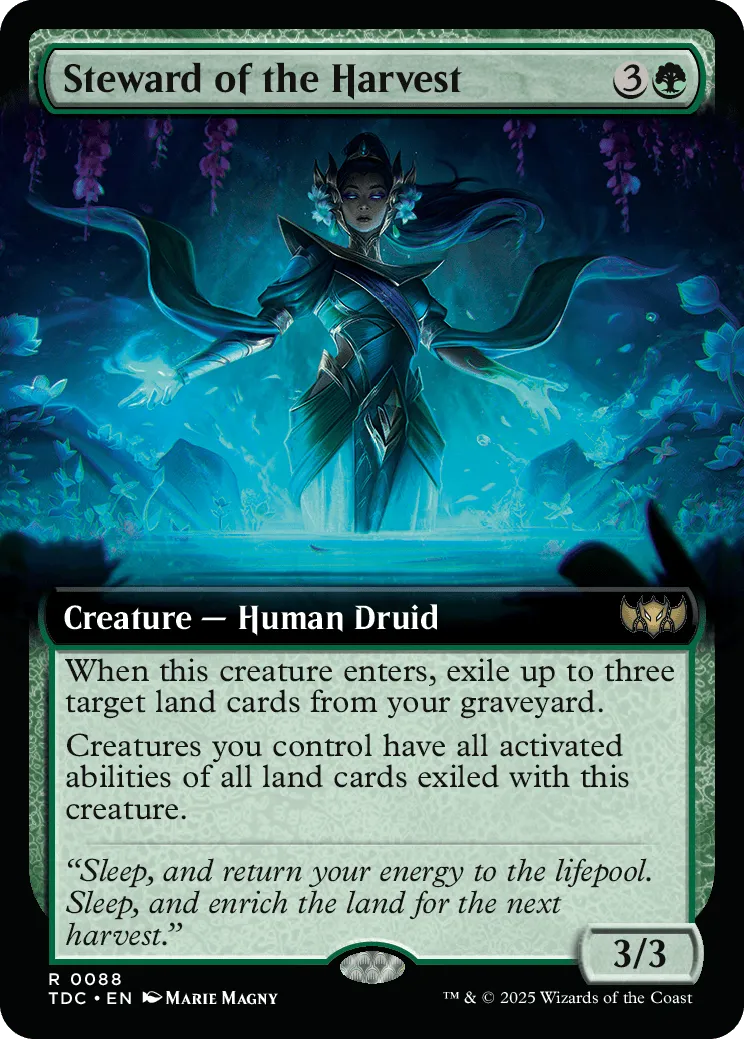 Steward of the Harvest 3
Creature — Human Druid
When this creature enters, exile up to three
target land cards from your graveyard.
Creatures you control have all activated
abilities of all land cards exiled with this
creature.
“Sleep, and return your energy to the lifepool.
Sleep, and enrich the land for the next
harvest.”
3/3
R 0088
TDC • EN Marie Magny
™ & © 2025 Wizards of the Coast